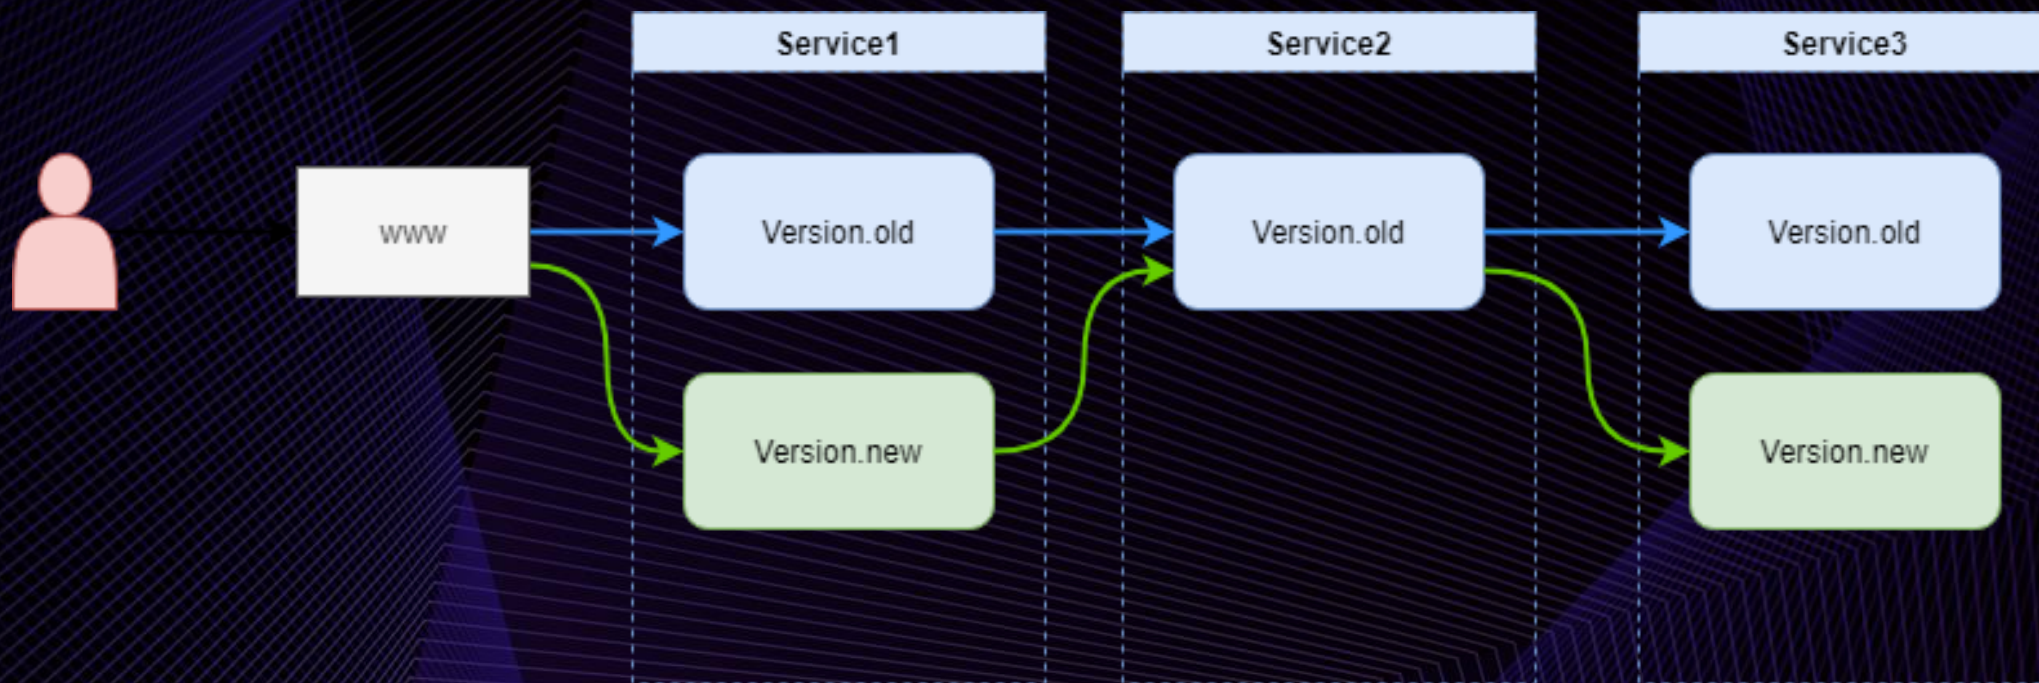 Service1
Service2
Service3
www
Version.old
Version.old
Version.old
Version.new
Version.new